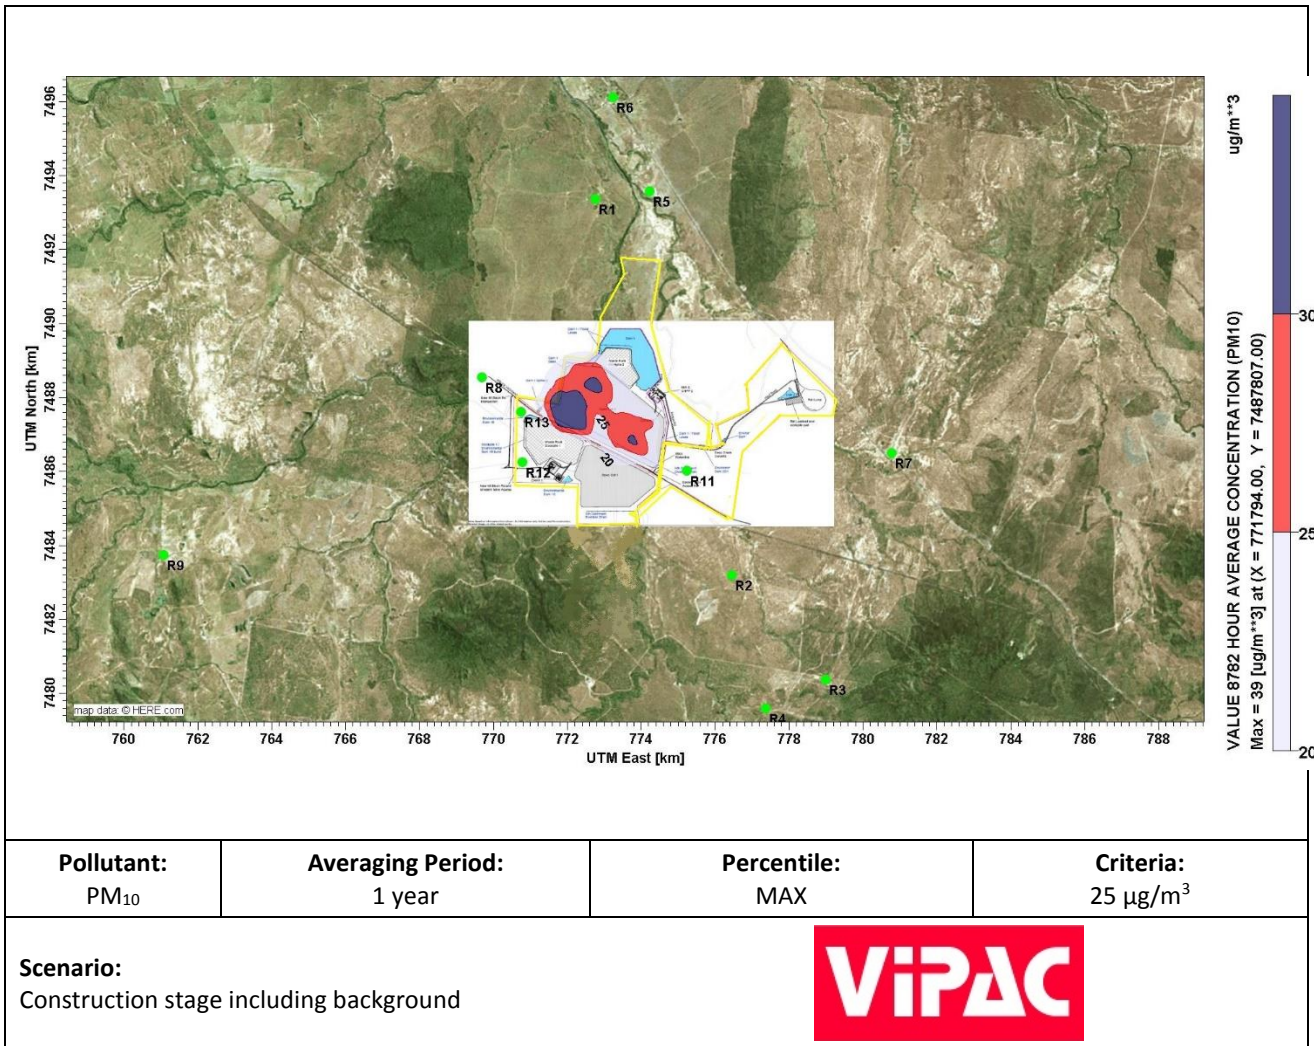 7496
7494
7492
7490
7488
7486
7484
7482
7480
UTM North [km]
R6
R5
R1
R8
R13
25
20
R12
R11
R7
R9
R2
R3
R4
map data: © HERE.com
760 762 764 766 768 770 772 774 776 778 780 782 784 786 788
UTM East [km]
ug/m**3
VALUE 8782 HOUR AVERAGE CONCENTRATION (PM10)
Max = 39 [ug/m**3] at (X = 771794.00, Y = 7487807.00)
30
25
20
Pollutant:
PM10
Averaging Period:
1 year
Percentile:
MAX
Criteria:
25 µg/m³
Scenario:
Construction stage including background
ViPAC